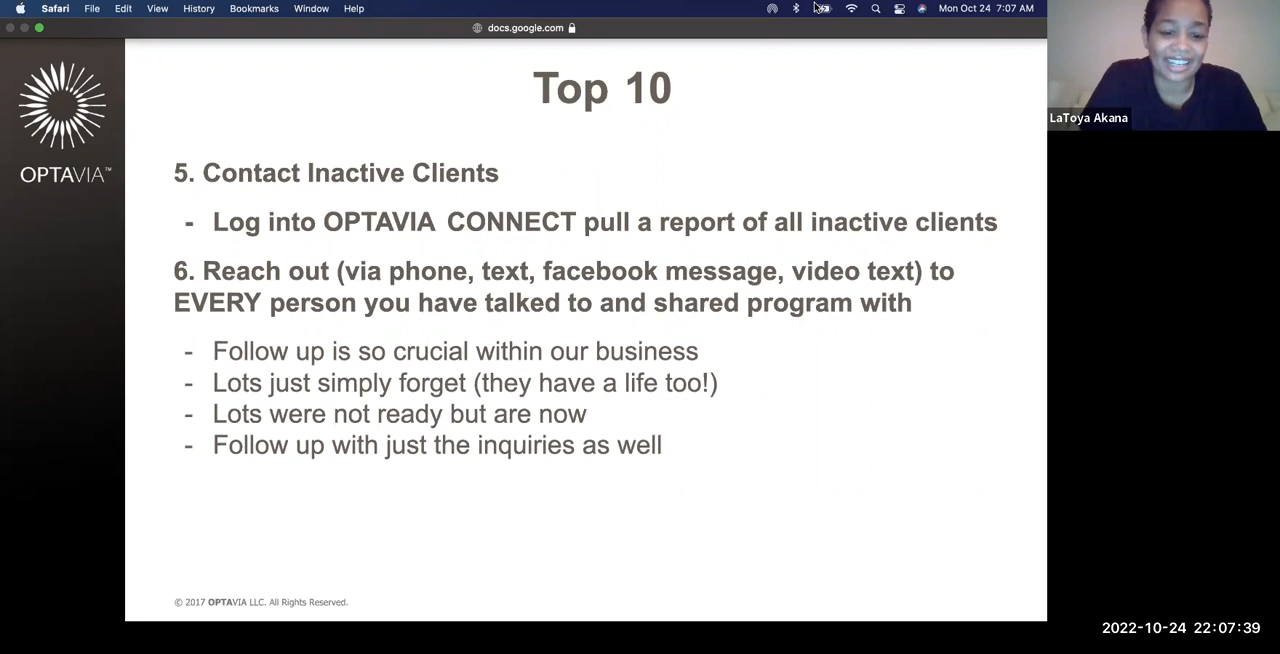 Safari File Edit View History Bookmarks Window Help Mon Oct 24 7:07 AM
docs.google.com
LaToya Akana
OPTAVIA™
Top 10
5. Contact Inactive Clients
- Log into OPTAVIA CONNECT pull a report of all inactive clients
6. Reach out (via phone, text, facebook message, video text) to
EVERY person you have talked to and shared program with
- Follow up is so crucial within our business
- Lots just simply forget (they have a life too!)
- Lots were not ready but are now
- Follow up with just the inquiries as well
© 2017 OPTAVIA LLC. All Rights Reserved.
2022-10-24 22:07:39